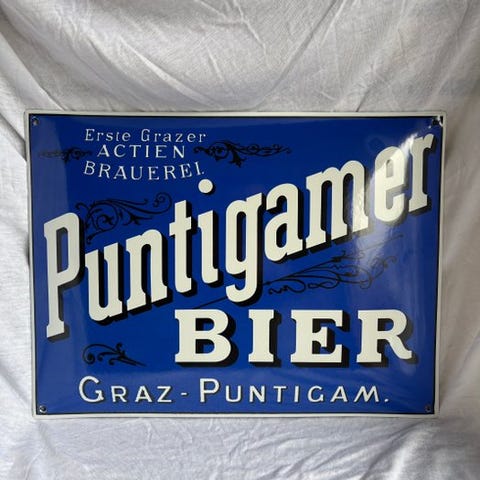 Erste Grazer
ACTIEN
BRAUEREI.
Puntigamer
BIER
GRAZ-PUNTIGAM.